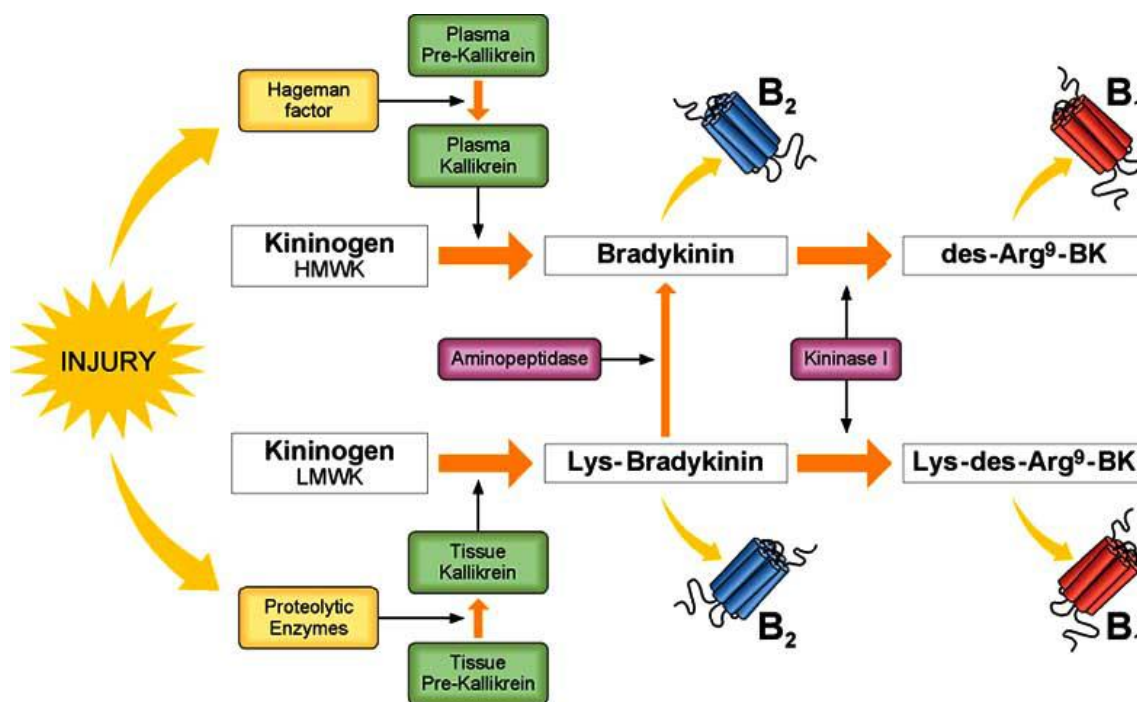 Plasma
Pre-Kallikrein
Hageman
factor
B2
B
Plasma
Kallikrein
Kininogen
HMWK
Bradykinin
des-Arg⁹-BK
INJURY
Aminopeptidase
Kininase I
Kininogen
LMWK
Lys-Bradykinin
Lys-des-Arg⁹-BK
Tissue
Kallikrein
Proteolytic
Enzymes
B2
B
Tissue
Pre-Kallikrein